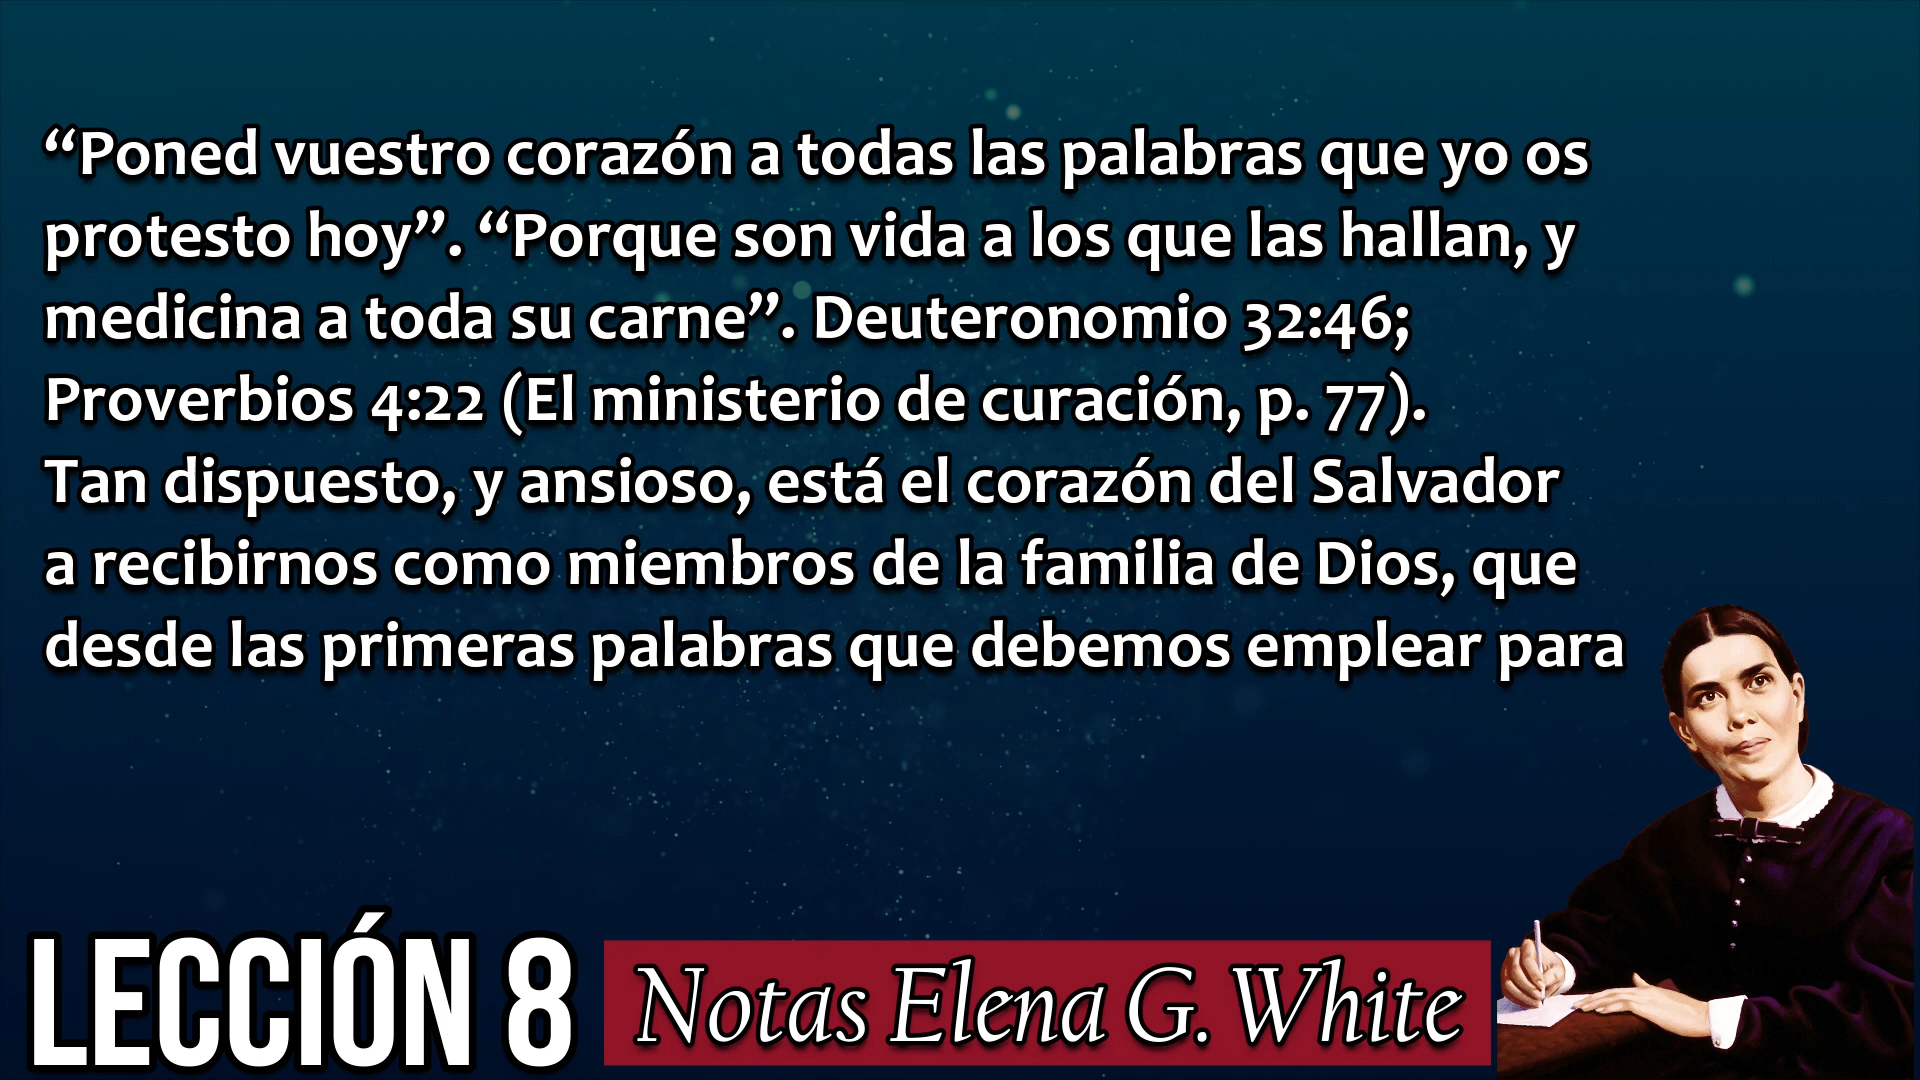 “Poned vuestro corazón a todas las palabras que yo os
protesto hoy”. “Porque son vida a los que las hallan, y
medicina a toda su carne”. Deuteronomio 32:46;
Proverbios 4:22 (El ministerio de curación, p. 77).
Tan dispuesto, y ansioso, está el corazón del Salvador
a recibirnos como miembros de la familia de Dios, que
desde las primeras palabras que debemos emplear para
LECCIÓN 8
Notas Elena G. White